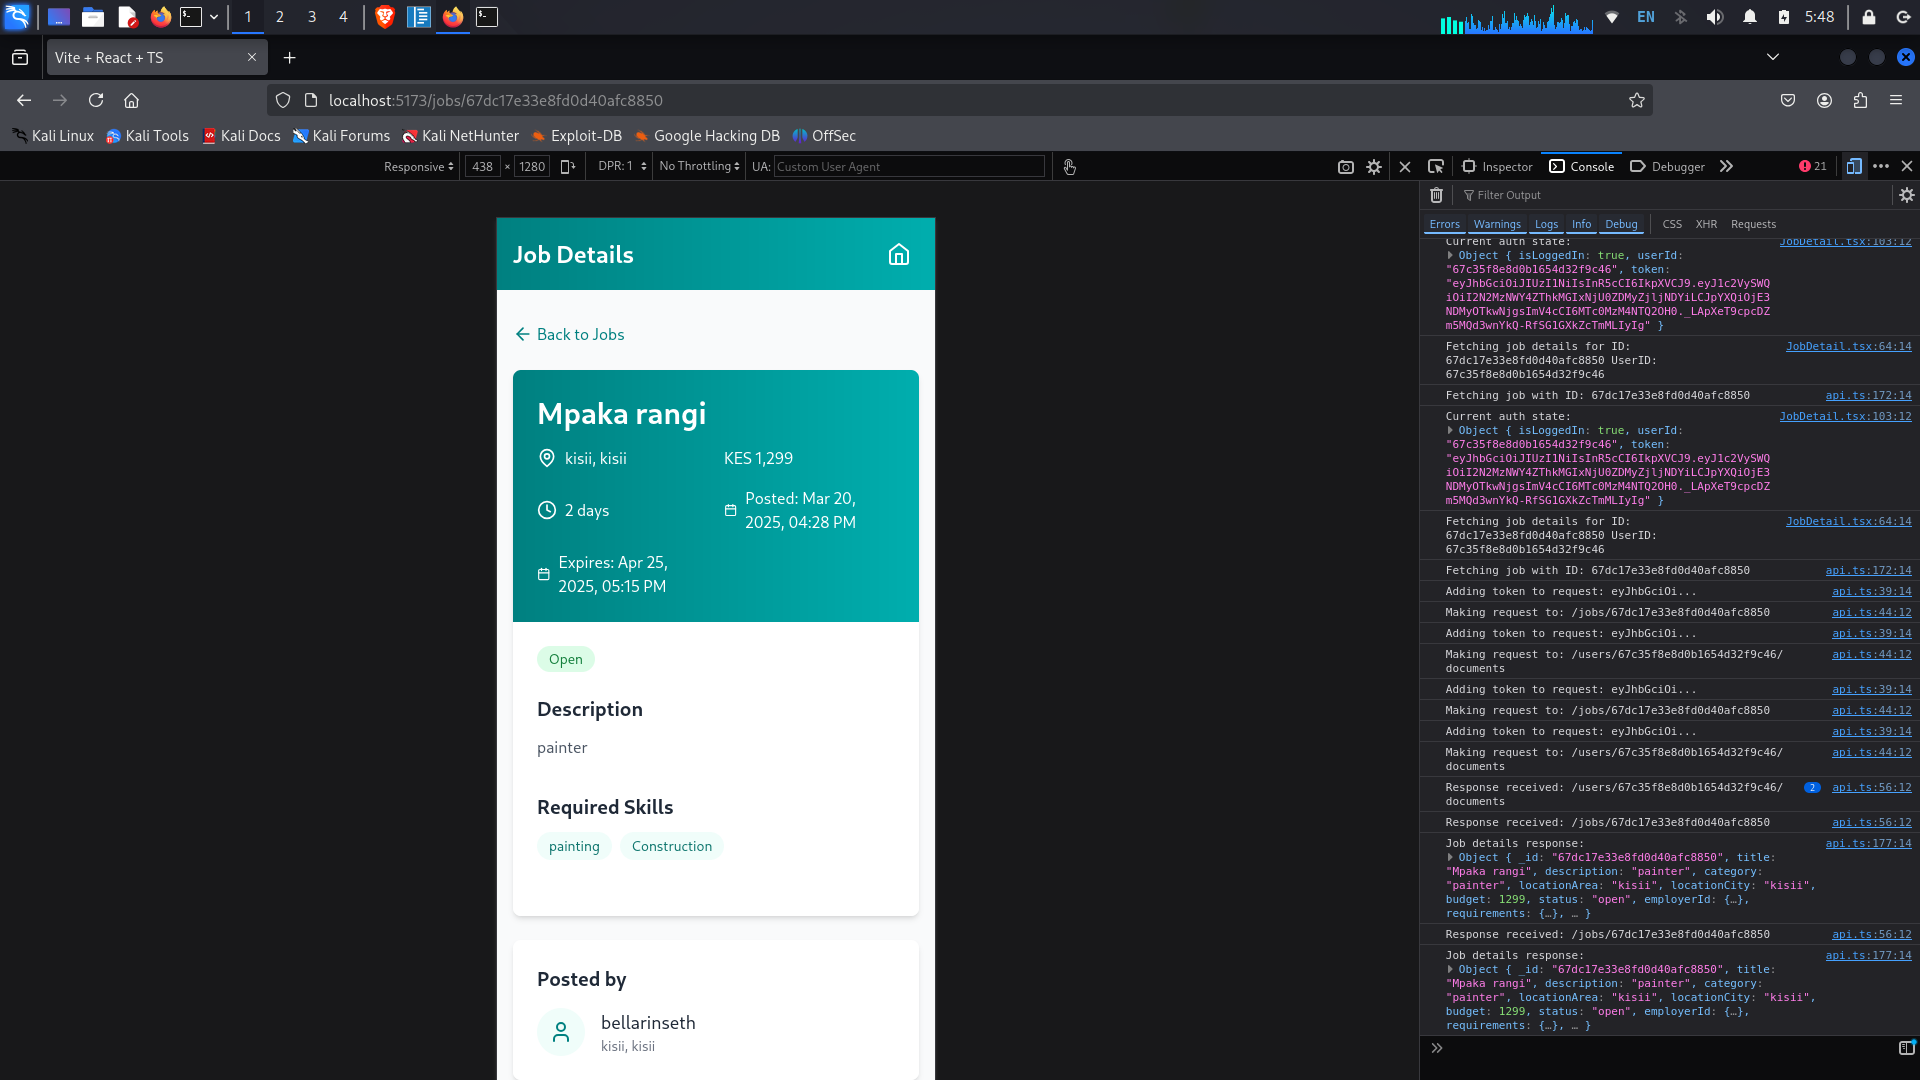 1
2
3
4
EN
5:48
Vite + React + TS
localhost:5173/jobs/67dc17e33e8fd0d40afc8850
Kali Linux
Kali Tools
Kali Docs
Kali Forums
Kali NetHunter
Exploit-DB
Google Hacking DB
OffSec
Responsive
438 × 1280
DPR: 1
No Throttling
UA: Custom User Agent
Inspector
Console
Debugger
21
Filter Output
Errors
Warnings
Logs
Info
Debug
CSS
XHR
Requests
Job Details
Back to Jobs
Mpaka rangi
kisii, kisii
KES 1,299
2 days
Posted: Mar 20,
2025, 04:28 PM
Expires: Apr 25,
2025, 05:15 PM
Open
Description
painter
Required Skills
painting
Construction
Posted by
bellarinseth
kisii, kisii
Current auth state: JobDetail.tsx:103:12
Object { isLoggedIn: true, userId:
"67c35f8e8d0b1654d32f9c46", token:
"eyJhbGciOiJIUzI1NiIsInR5cCI6IkpXVCJ9.eyJ1c2VySWQ
iOiI2N2MzNWY4ZThkMGIxNjU0ZDMyZjljNDYiLCJpYXQiOjE3
NDMyOTkwNjgsImV4cCI6MTc0MzM4NTQ2OH0._LApXeT9cpcDZ
m5MQd3wnYkQ-RfSG1GXkZcTmMLIyIg" }
Fetching job details for ID: JobDetail.tsx:64:14
67dc17e33e8fd0d40afc8850 UserID:
67c35f8e8d0b1654d32f9c46
Fetching job with ID: 67dc17e33e8fd0d40afc8850 api.ts:172:14
Current auth state: JobDetail.tsx:103:12
Object { isLoggedIn: true, userId:
"67c35f8e8d0b1654d32f9c46", token:
"eyJhbGciOiJIUzI1NiIsInR5cCI6IkpXVCJ9.eyJ1c2VySWQ
iOiI2N2MzNWY4ZThkMGIxNjU0ZDMyZjljNDYiLCJpYXQiOjE3
NDMyOTkwNjgsImV4cCI6MTc0MzM4NTQ2OH0._LApXeT9cpcDZ
m5MQd3wnYkQ-RfSG1GXkZcTmMLIyIg" }
Fetching job details for ID: JobDetail.tsx:64:14
67dc17e33e8fd0d40afc8850 UserID:
67c35f8e8d0b1654d32f9c46
Fetching job with ID: 67dc17e33e8fd0d40afc8850 api.ts:172:14
Adding token to request: eyJhbGciOi... api.ts:39:14
Making request to: /jobs/67dc17e33e8fd0d40afc8850 api.ts:44:12
Adding token to request: eyJhbGciOi... api.ts:39:14
Making request to: /users/67c35f8e8d0b1654d32f9c46/ api.ts:44:12
documents
Adding token to request: eyJhbGciOi... api.ts:39:14
Making request to: /jobs/67dc17e33e8fd0d40afc8850 api.ts:44:12
Adding token to request: eyJhbGciOi... api.ts:39:14
Making request to: /users/67c35f8e8d0b1654d32f9c46/ api.ts:44:12
documents
Response received: /users/67c35f8e8d0b1654d32f9c46/ 2 api.ts:56:12
documents
Response received: /jobs/67dc17e33e8fd0d40afc8850 api.ts:56:12
Job details response: api.ts:177:14
Object { _id: "67dc17e33e8fd0d40afc8850", title:
"Mpaka rangi", description: "painter", category:
"painter", locationArea: "kisii", locationCity: "kisii",
budget: 1299, status: "open", employerId: {…},
requirements: {…}, … }
Response received: /jobs/67dc17e33e8fd0d40afc8850 api.ts:56:12
Job details response: api.ts:177:14
Object { _id: "67dc17e33e8fd0d40afc8850", title:
"Mpaka rangi", description: "painter", category:
"painter", locationArea: "kisii", locationCity: "kisii",
budget: 1299, status: "open", employerId: {…},
requirements: {…}, … }